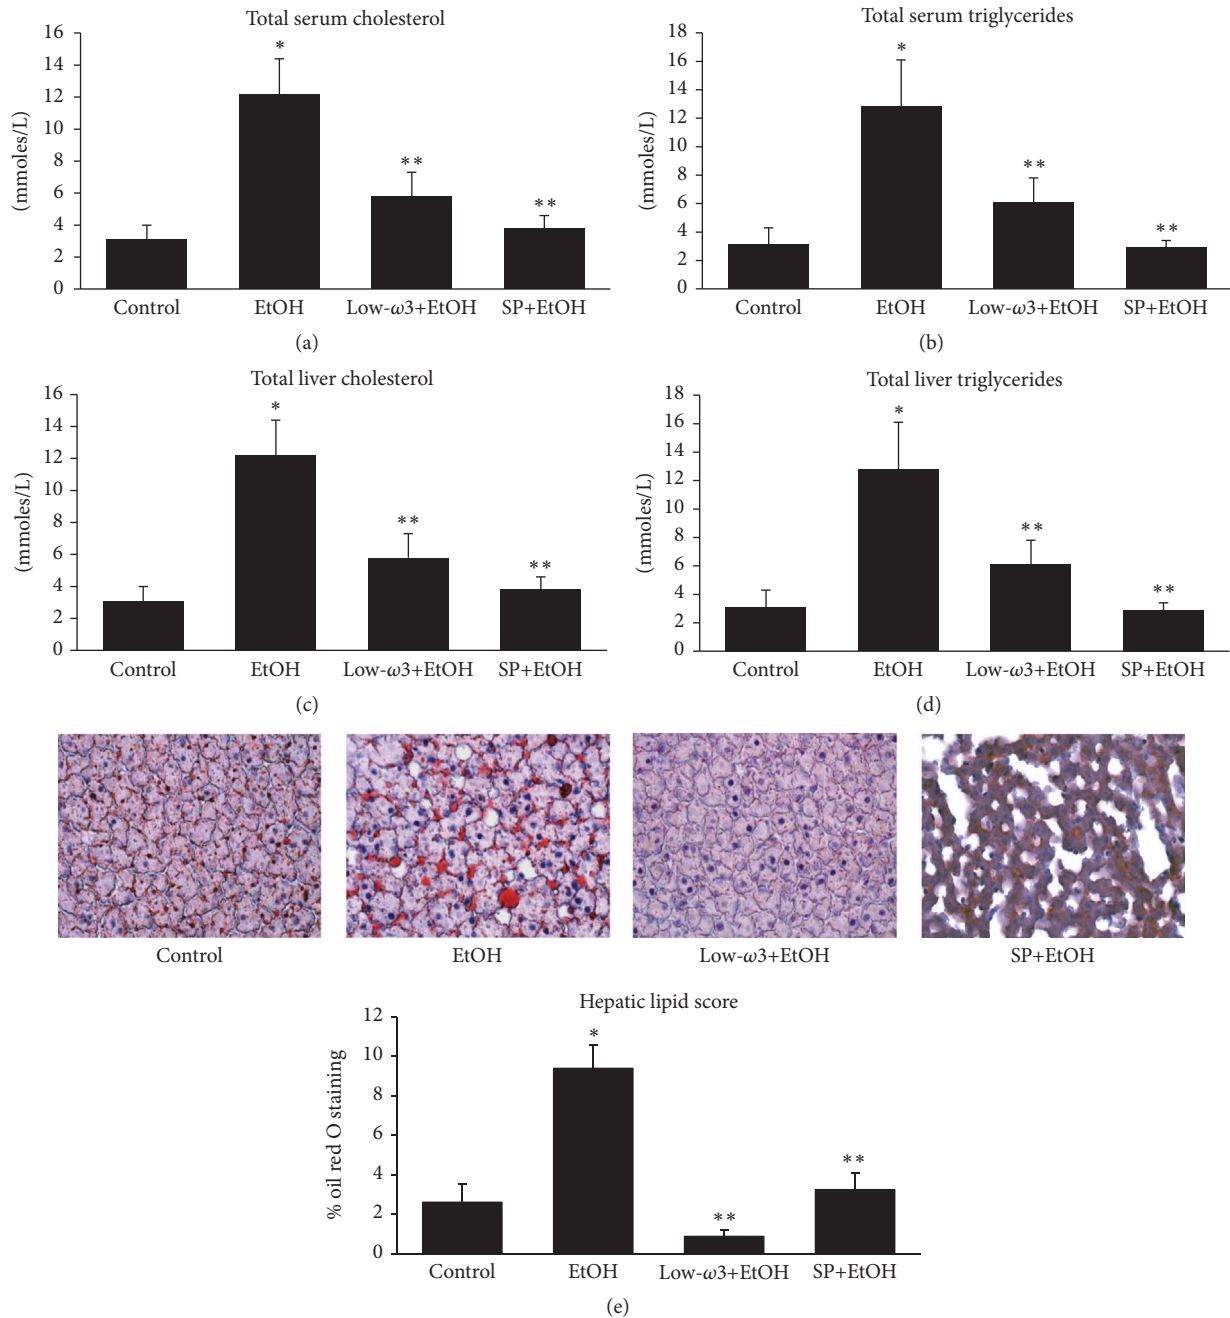 Total serum cholesterol
(mmoles/L)
16
14
12
10
8
6
4
2
0
*
**
**
Control EtOH Low-ω3+EtOH SP+EtOH
(a)
Total serum triglycerides
(mmoles/L)
18
16
14
12
10
8
6
4
2
0
*
**
**
Control EtOH Low-ω3+EtOH SP+EtOH
(b)
Total liver cholesterol
(mmoles/L)
16
14
12
10
8
6
4
2
0
*
**
**
Control EtOH Low-ω3+EtOH SP+EtOH
(c)
Total liver triglycerides
(mmoles/L)
18
16
14
12
10
8
6
4
2
0
*
**
**
Control EtOH Low-ω3+EtOH SP+EtOH
(d)
Control EtOH Low-ω3+EtOH SP+EtOH
Hepatic lipid score
% oil red O staining
12
10
8
6
4
2
0
*
**
**
Control EtOH Low-ω3+EtOH SP+EtOH
(e)